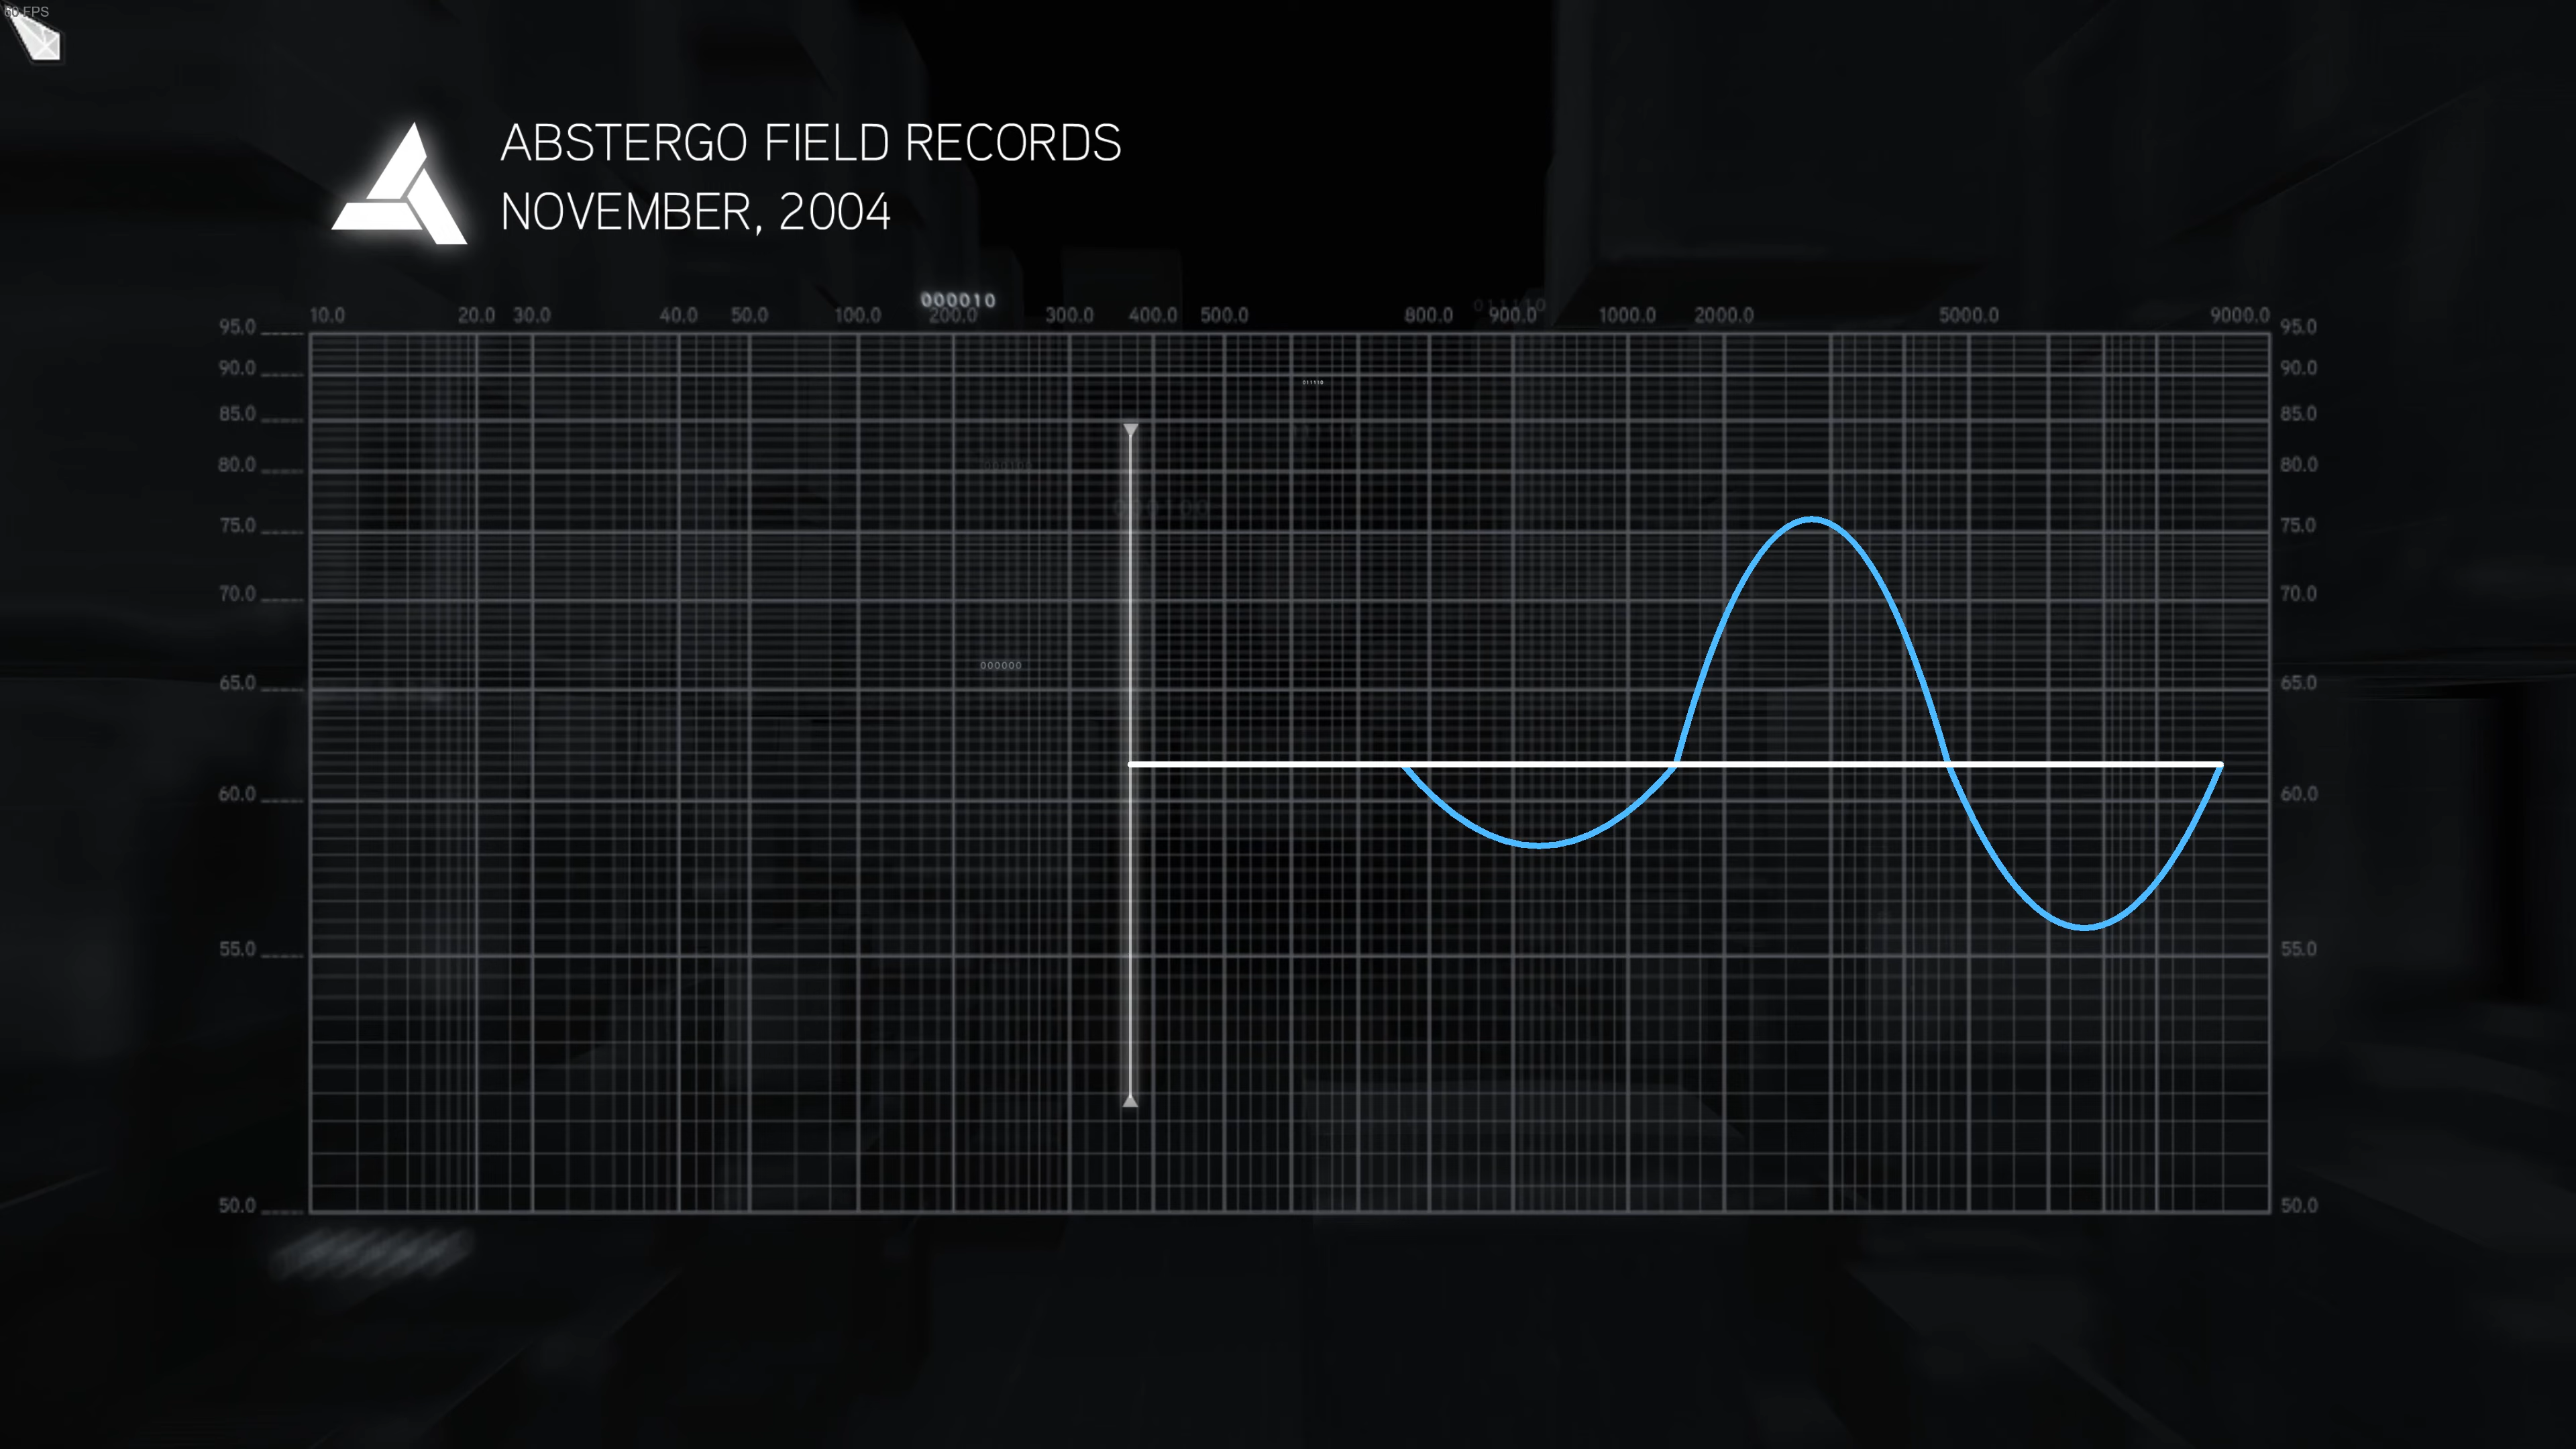 60 FPS
ABSTERGO FIELD RECORDS
NOVEMBER, 2004
000010
011110
10.0 20.0 30.0 40.0 50.0 100.0 200.0 300.0 400.0 500.0 800.0 900.0 1000.0 2000.0 5000.0 9000.0
95.0 95.0
90.0 90.0
011110
85.0 85.0
80.0 000100 80.0
75.0 75.0
70.0 70.0
000000
65.0 65.0
60.0 60.0
55.0 55.0
50.0 50.0